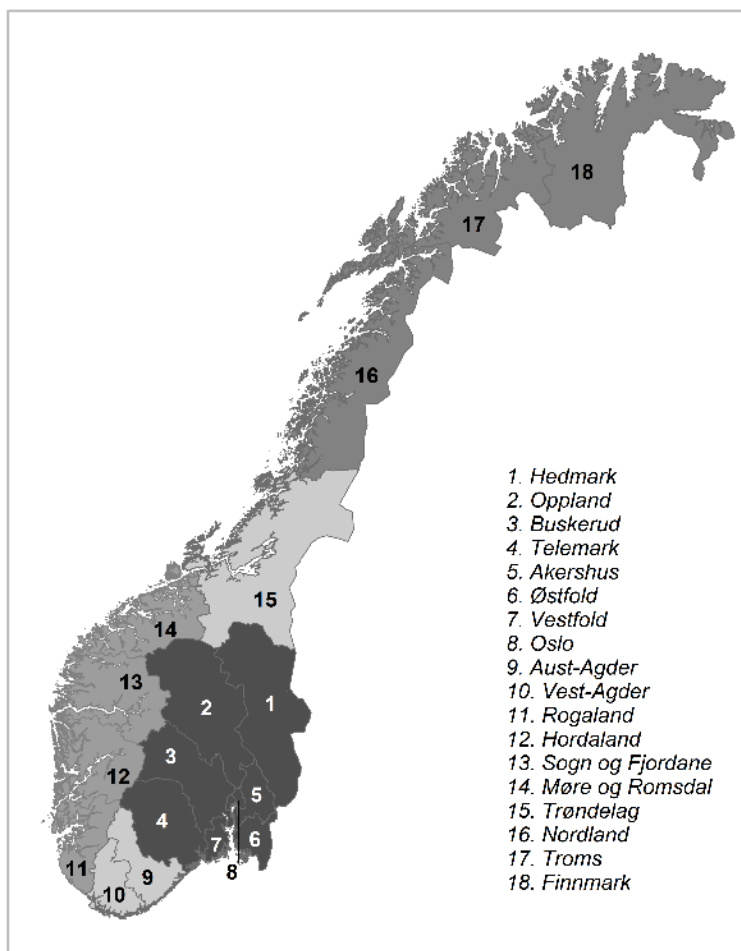 18
17
16
1. Hedmark
2. Oppland
3. Buskerud
4. Telemark
5. Akershus
6. Østfold
7. Vestfold
8. Oslo
9. Aust-Agder
10. Vest-Agder
11. Rogaland
12. Hordaland
13. Sogn og Fjordane
14. Møre og Romsdal
15. Trøndelag
16. Nordland
17. Troms
18. Finnmark
15
14
13
2
1
3
12
5
4
6
7
11
9
8
10